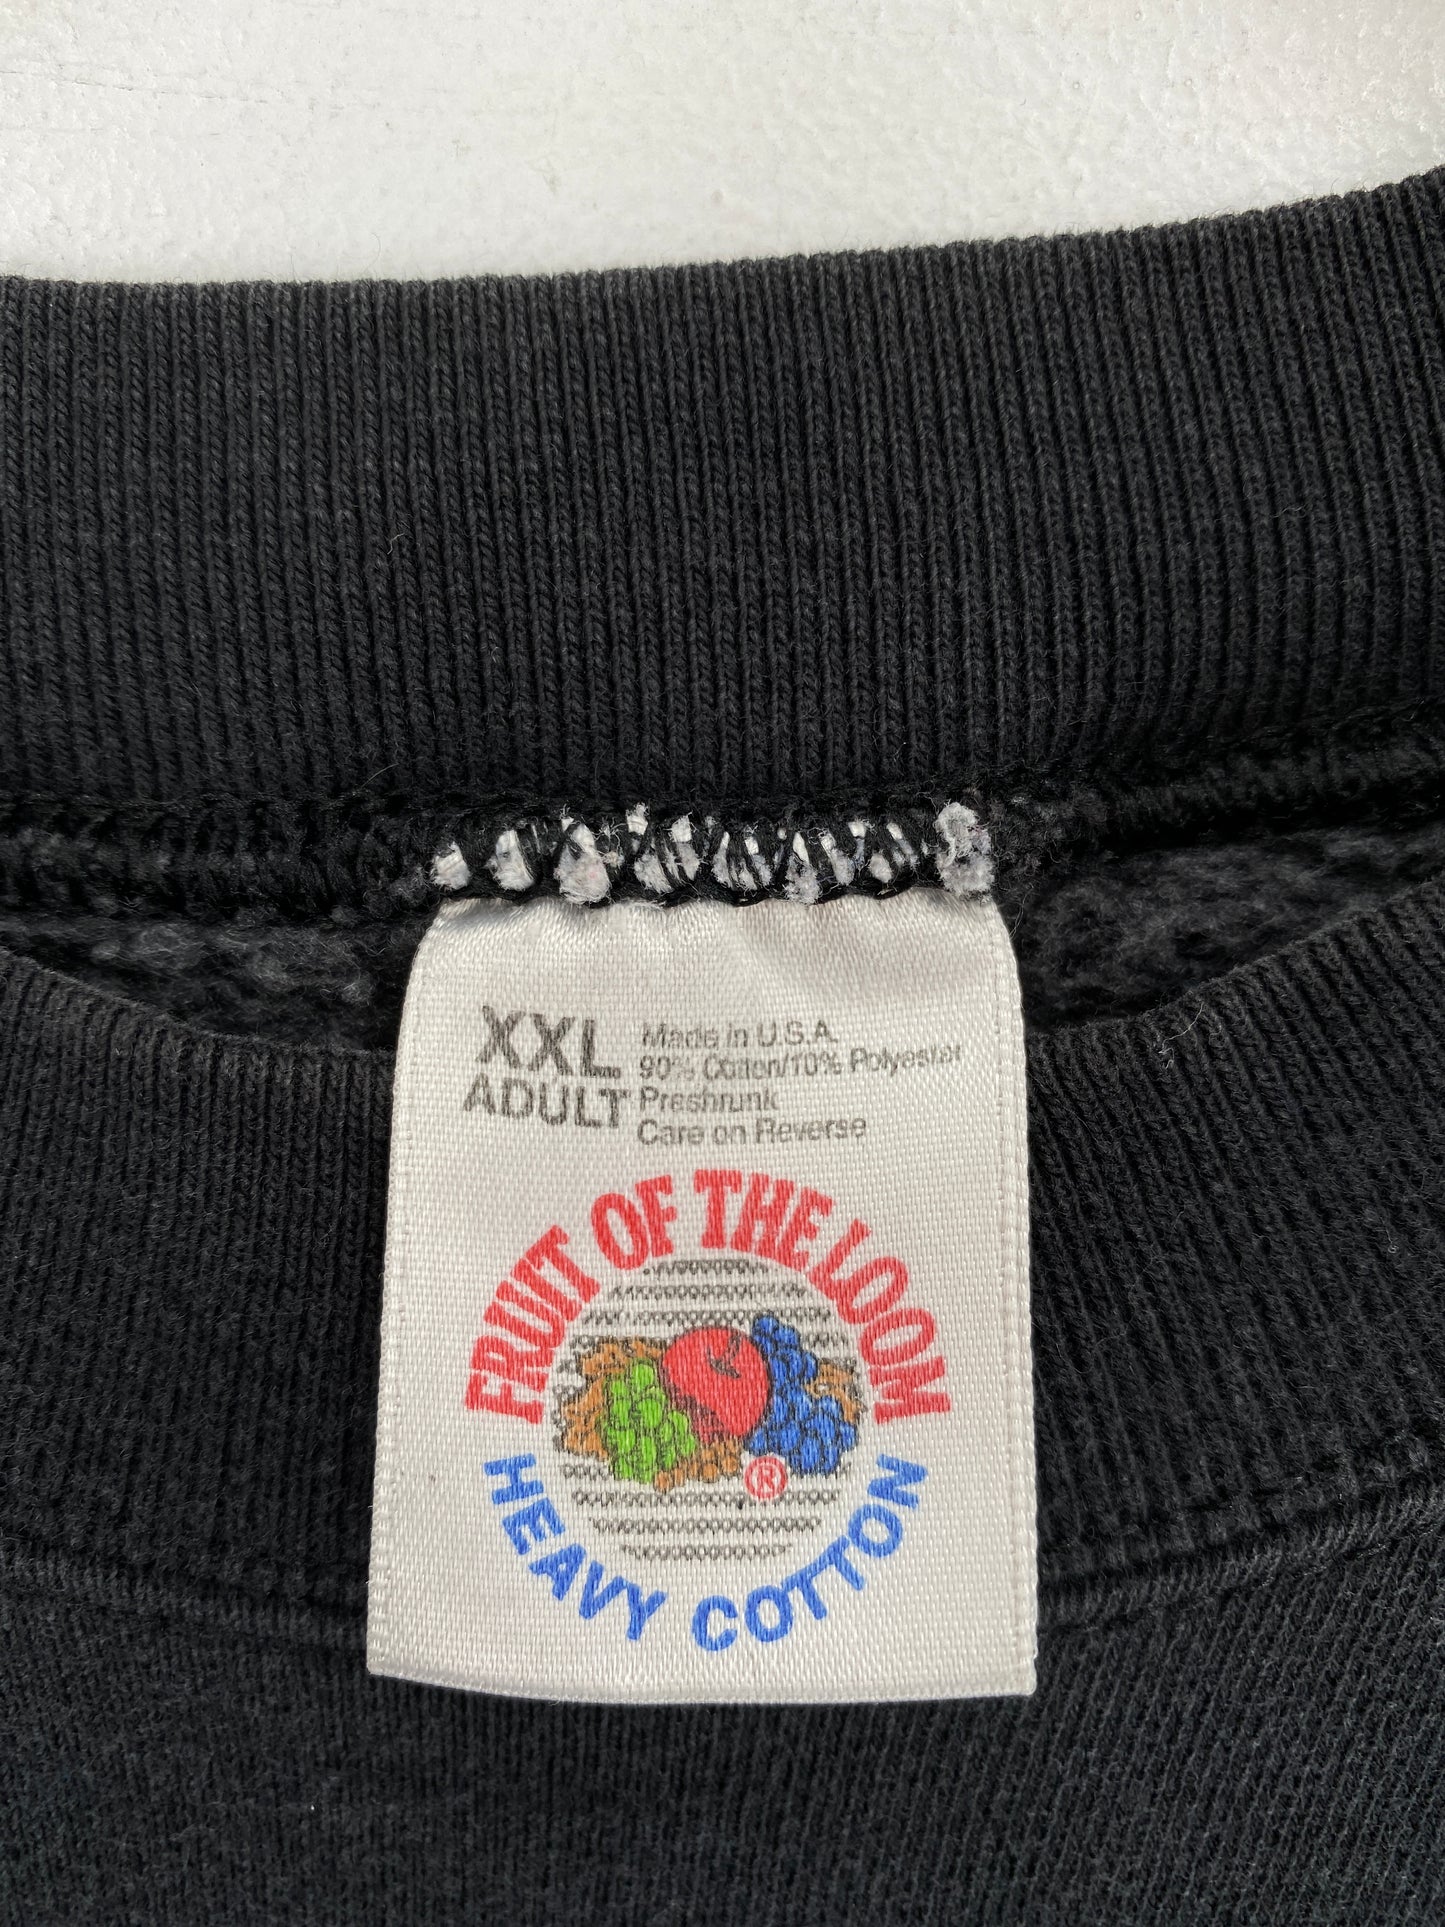 XXL
ADULT
Made in U.S.A.
90% Cotton/10% Polyester
Preshrunk
Care on Reverse
FRUIT OF THE LOOM
®
HEAVY COTTON